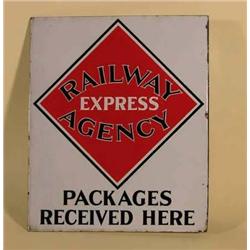 RAILWAY
EXPRESS
AGENCY
PACKAGES
RECEIVED HERE